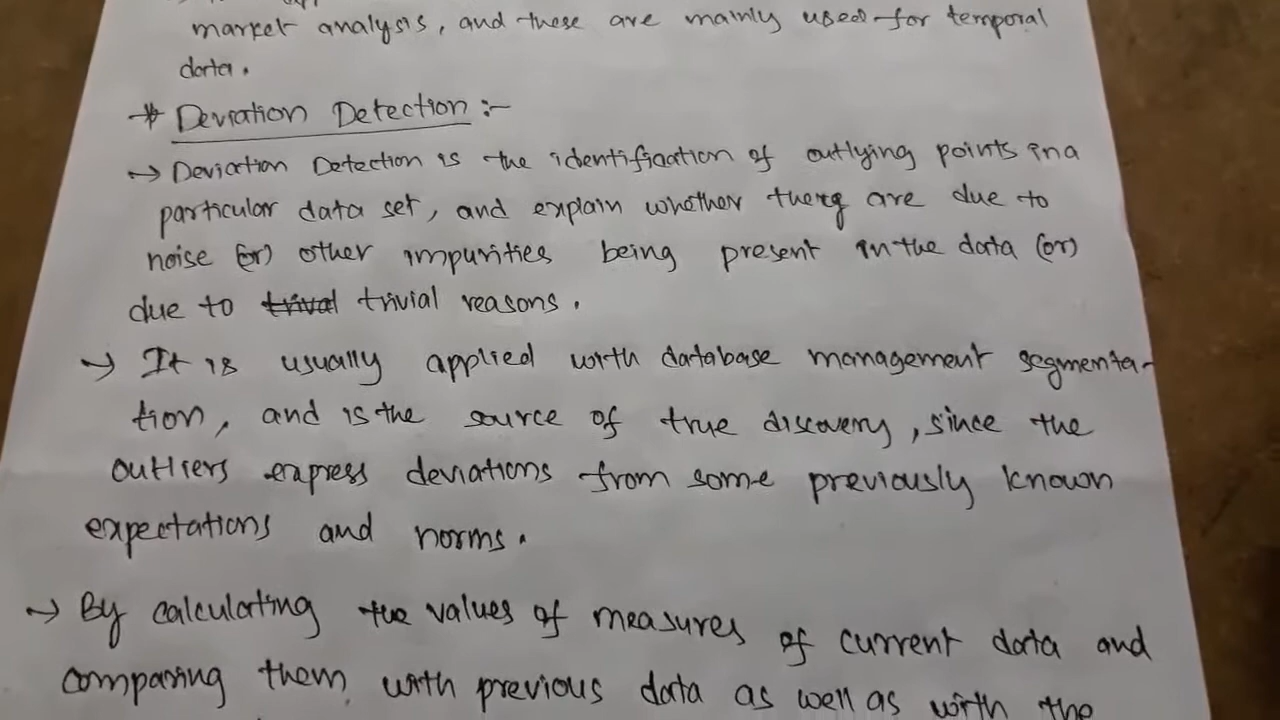 market analysis, and these are mainly used for temporal
data.
* Deviation Detection :-
→ Deviation Detection is the identification of outlying points in a
particular data set, and explain whether there are due to
noise (or) other impurities being present in the data (or)
due to trival trivial reasons.
→ It is usually applied with database management segmenta-
tion, and is the source of true discovery, since the
outliers express deviations from some previously known
expectations and norms.
→ By calculating the values of measures of current data and
comparing them with previous data as well as with the